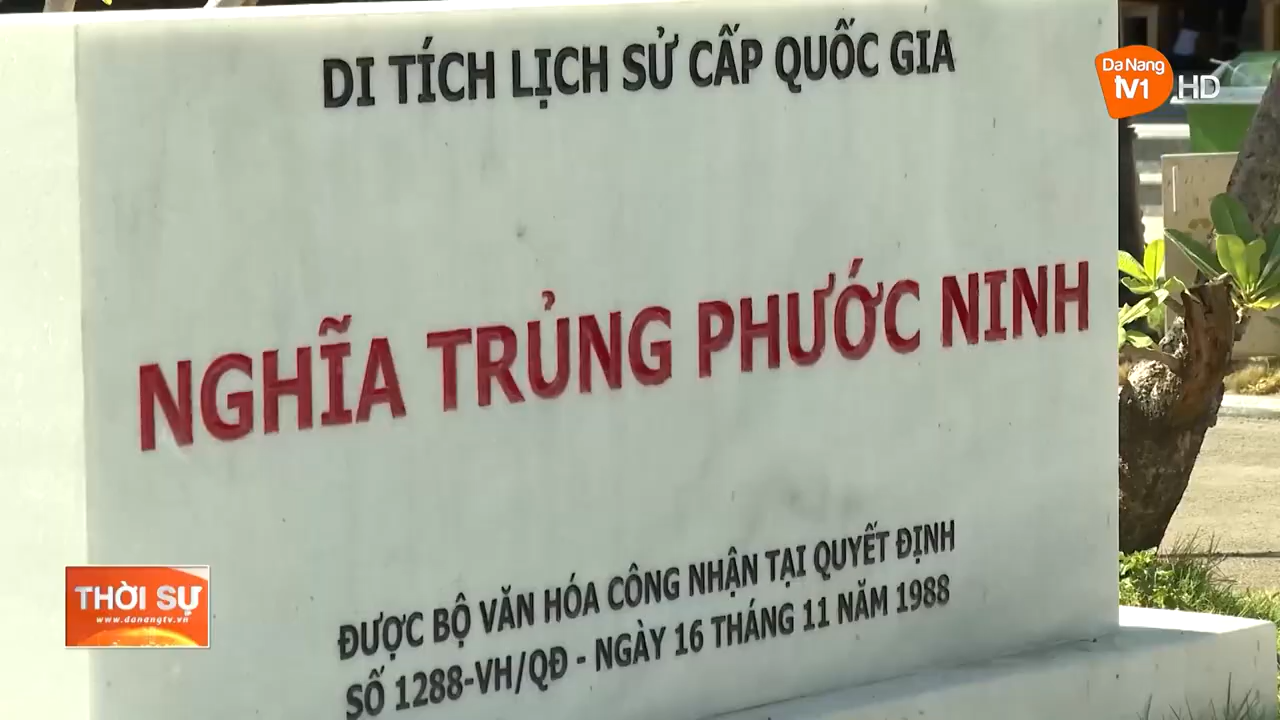 DI TÍCH LỊCH SỬ CẤP QUỐC GIA
Da Nang
TV1 HD
NGHĨA TRỦNG PHƯỚC NINH
ĐƯỢC BỘ VĂN HÓA CÔNG NHẬN TẠI QUYẾT ĐỊNH
SỐ 1288-VH/QĐ - NGÀY 16 THÁNG 11 NĂM 1988
THỜI SỰ
www.danangtv.vn